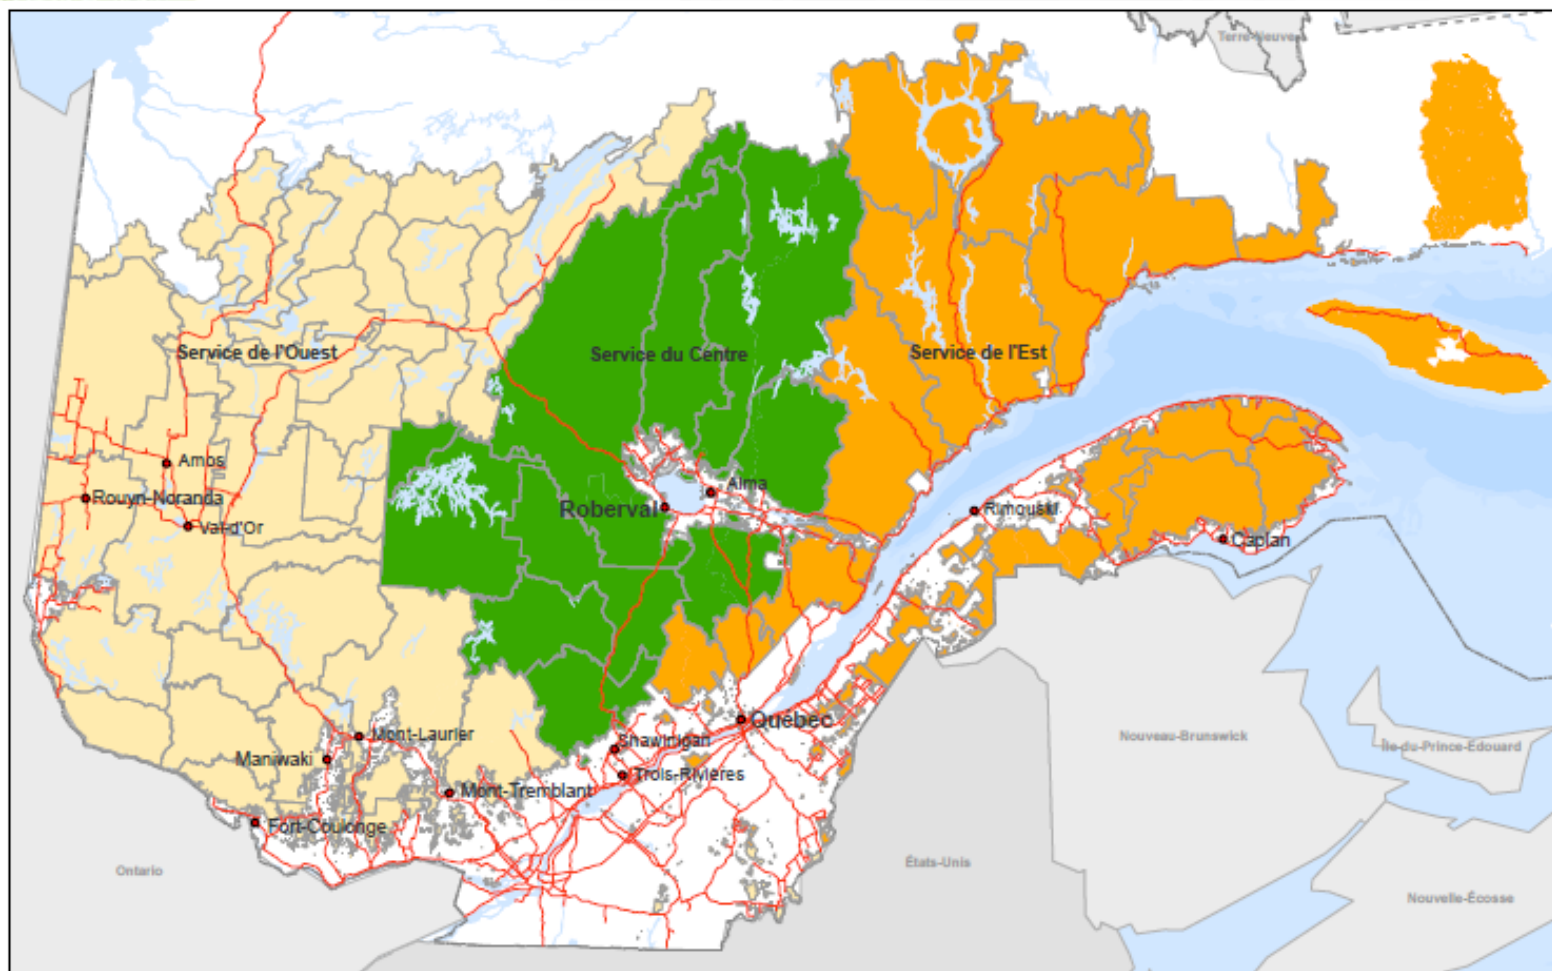 Terre-Neuve
Service de l'Ouest
Service du Centre
Service de l'Est
Amos
Rouyn-Noranda
Val-d'Or
Alma
Roberval
Rimouski
Caplan
Québec
Mont-Laurier
Shawinigan
Maniwaki
Trois-Rivières
Mont-Tremblant
Fort-Coulonge
Nouveau-Brunswick
Île-du-Prince-Édouard
Ontario
États-Unis
Nouvelle-Écosse